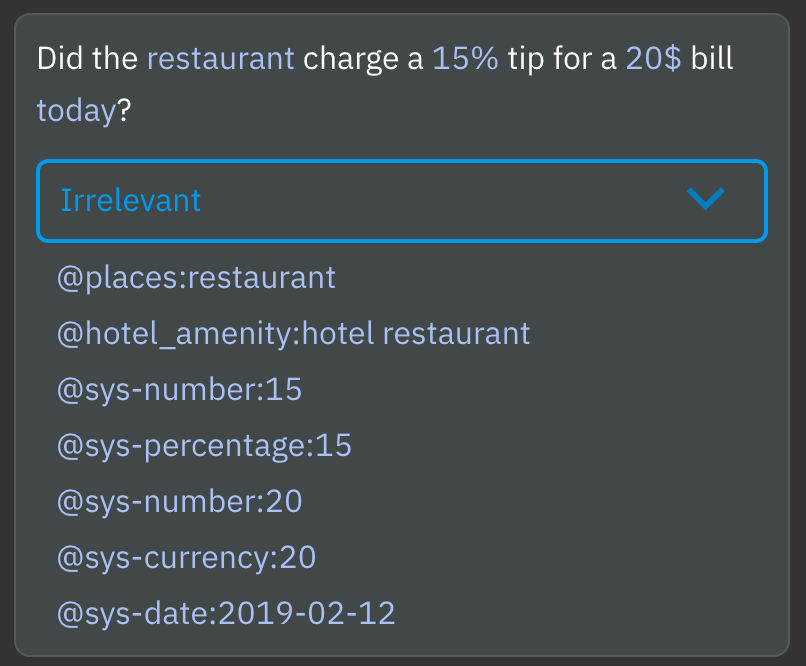 Did the restaurant charge a 15% tip for a 20$ bill
today?
Irrelevant
@places:restaurant
@hotel_amenity:hotel restaurant
@sys-number:15
@sys-percentage:15
@sys-number:20
@sys-currency:20
@sys-date:2019-02-12